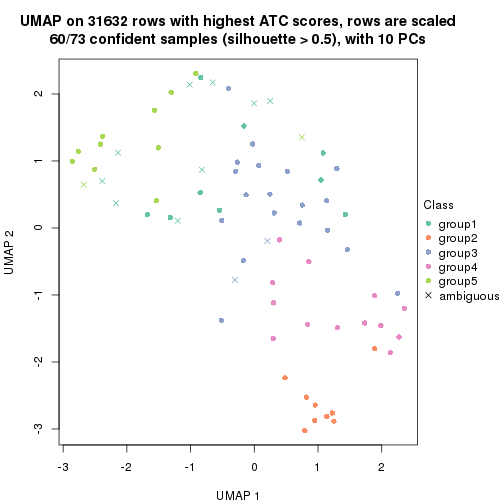 UMAP on 31632 rows with highest ATC scores, rows are scaled
60/73 confident samples (silhouette > 0.5), with 10 PCs
2
1
0
-1
-2
-3
UMAP 2
-3
-2
-1
0
1
2
UMAP 1
Class
group1
group2
group3
group4
group5
ambiguous